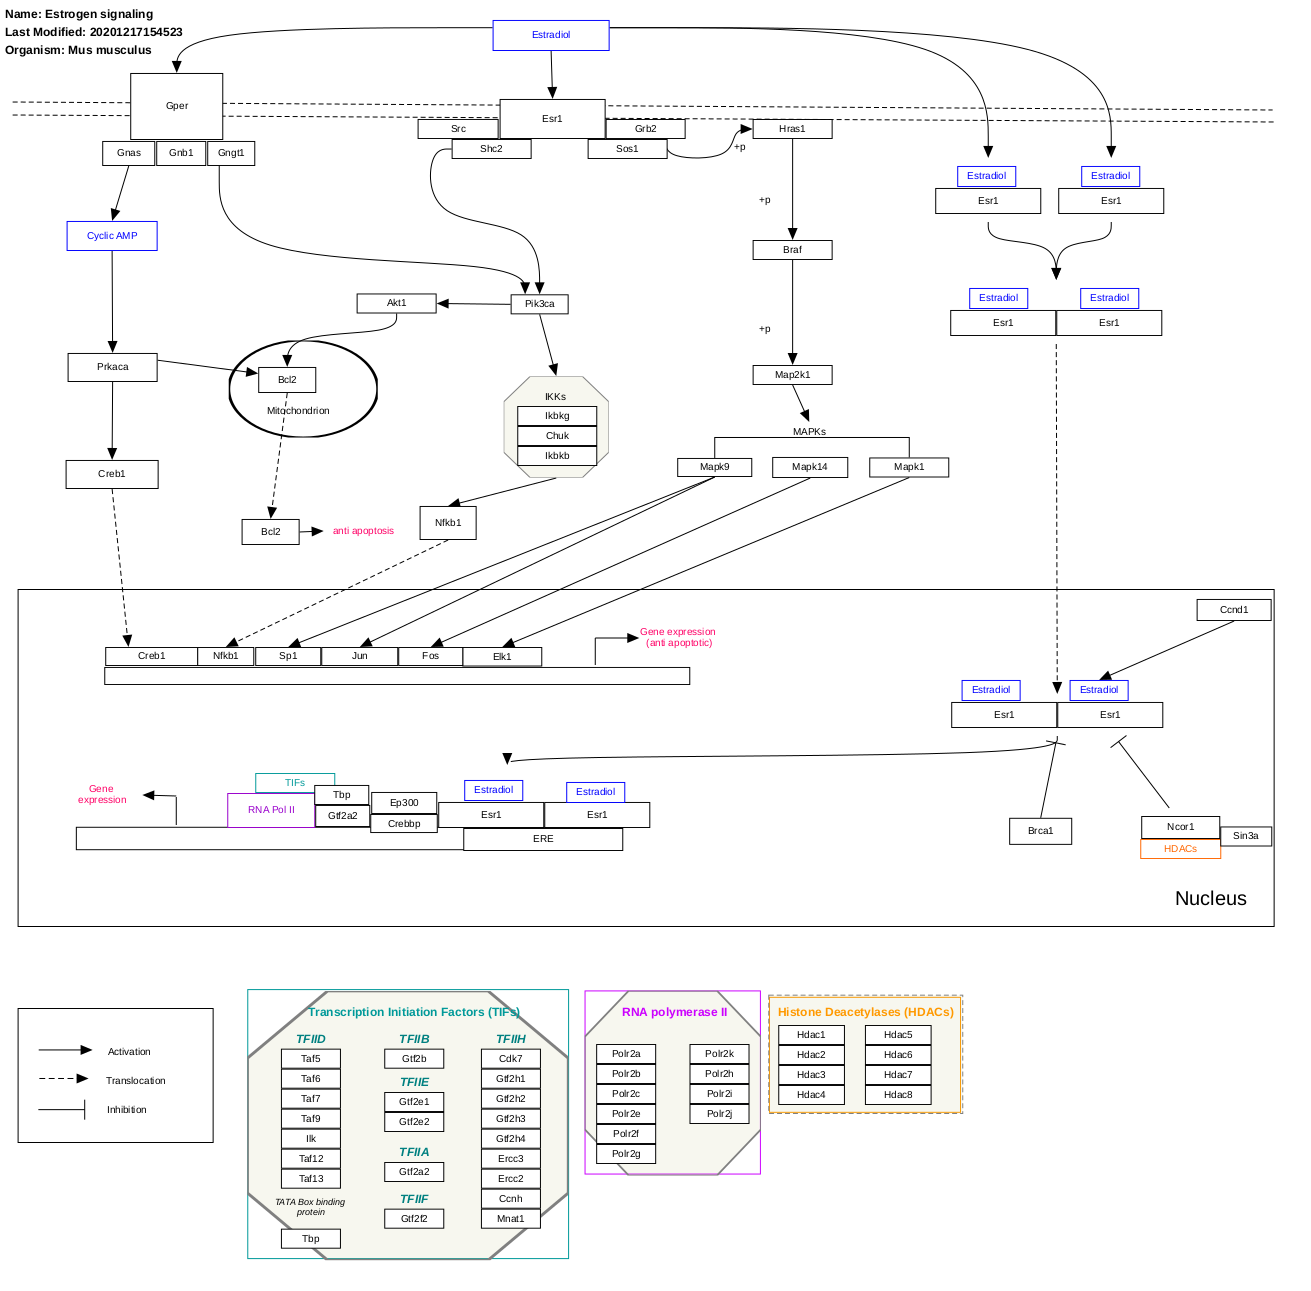 Name: Estrogen signaling
Last Modified: 20201217154523
Organism: Mus musculus
Estradiol
Gper
Esr1
Src
Grb2
Hras1
Shc2
Sos1
+p
Gnas
Gnb1
Gngt1
Estradiol
Estradiol
Esr1
Esr1
+p
Cyclic AMP
Braf
Akt1
Pik3ca
Estradiol
Estradiol
Esr1
Esr1
+p
Prkaca
Bcl2
Mitochondrion
Map2k1
IKKs
Ikbkg
Chuk
Ikbkb
MAPKs
Mapk9
Mapk14
Mapk1
Creb1
Bcl2
anti apoptosis
Nfkb1
Ccnd1
Gene expression
(anti apoptotic)
Creb1
Nfkb1
Sp1
Jun
Fos
Elk1
Estradiol
Estradiol
Esr1
Esr1
Gene
expression
TIFs
RNA Pol II
Tbp
Gtf2a2
Ep300
Crebbp
Estradiol
Estradiol
Esr1
Esr1
ERE
Brca1
Ncor1
Sin3a
HDACs
Nucleus
Activation
Translocation
Inhibition
Transcription Initiation Factors (TIFs)
TFIID
Taf5
Taf6
Taf7
Taf9
Ilk
Taf12
Taf13
TATA Box binding
protein
Tbp
TFIIB
Gtf2b
TFIIE
Gtf2e1
Gtf2e2
TFIIA
Gtf2a2
TFIIF
Gtf2f2
TFIIH
Cdk7
Gtf2h1
Gtf2h2
Gtf2h3
Gtf2h4
Ercc3
Ercc2
Ccnh
Mnat1
RNA polymerase II
Polr2a
Polr2b
Polr2c
Polr2e
Polr2f
Polr2g
Polr2k
Polr2h
Polr2i
Polr2j
Histone Deacetylases (HDACs)
Hdac1
Hdac2
Hdac3
Hdac4
Hdac5
Hdac6
Hdac7
Hdac8